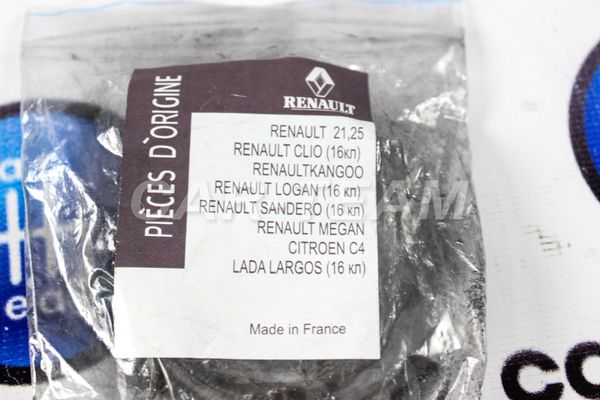 RENAULT
PIÈCES D'ORIGINE
RENAULT 21,25
RENAULT CLIO (16кл)
RENAULTKANGOO
RENAULT LOGAN (16 кл)
RENAULT SANDERO (16 кл)
RENAULT MEGAN
CITROEN C4
LADA LARGOS (16 кл)
Made in France
co